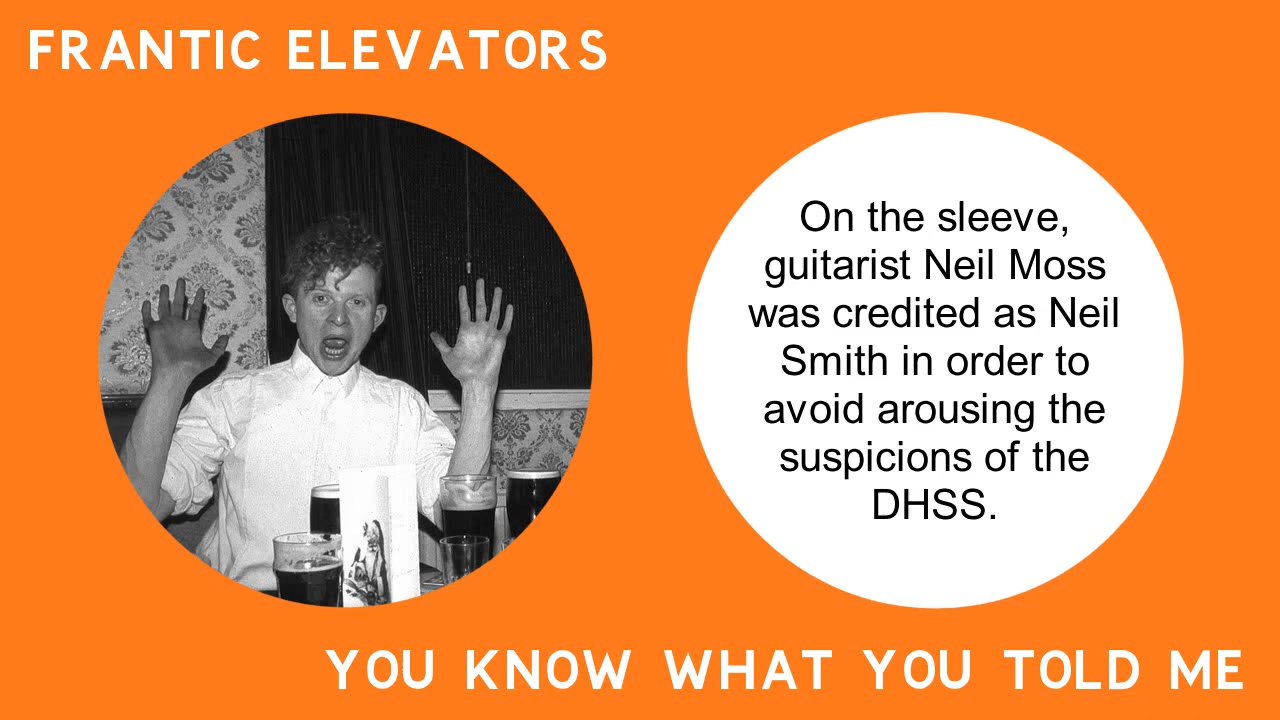 FRANTIC ELEVATORS
On the sleeve,
guitarist Neil Moss
was credited as Neil
Smith in order to
avoid arousing the
suspicions of the
DHSS.
YOU KNOW WHAT YOU TOLD ME